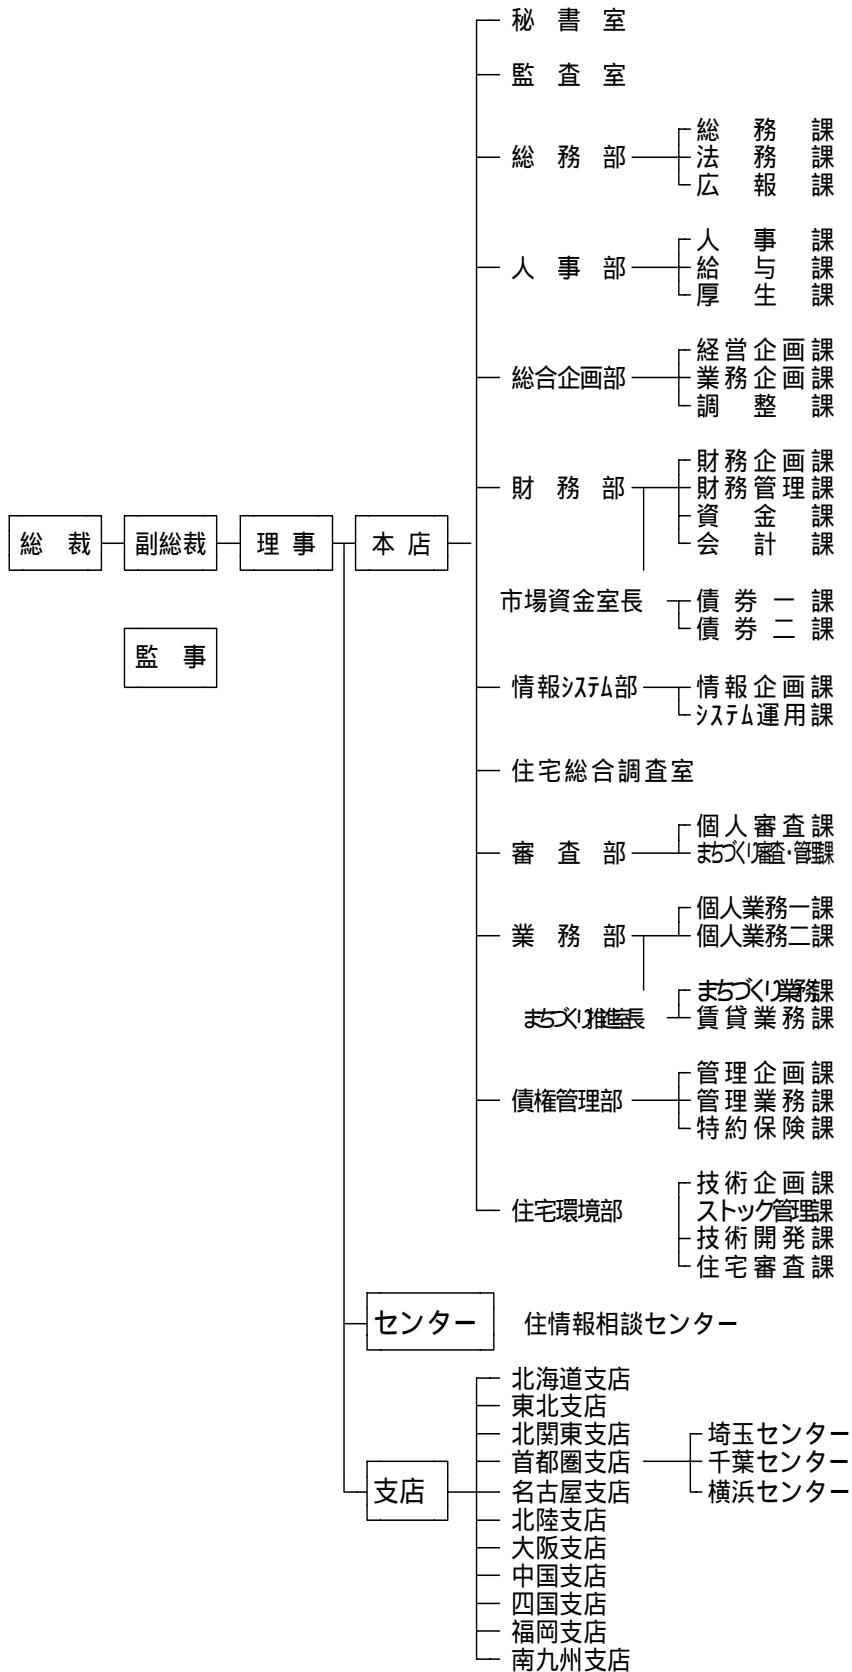 秘書室
監査室
総務課
総務部 法務課
広報課
人事課
人事部 給与課
厚生課
経営企画課
総合企画部 業務企画課
調整課
財務企画課
財務部 財務管理課
資金課
総裁 副総裁 理事 本店 会計課
市場資金室長 債券一課
債券二課
監事
情報システム部 情報企画課
システム運用課
住宅総合調査室
個人審査課
審査部 まちづくり審査・管理課
個人業務一課
業務部 個人業務二課
まちづくり業務課
まちづくり推進室長 賃貸業務課
管理企画課
債権管理部 管理業務課
特約保険課
技術企画課
住宅環境部 ストック管理課
技術開発課
住宅審査課
センター 住情報相談センター
北海道支店
東北支店
北関東支店 埼玉センター
首都圏支店 千葉センター
支店 名古屋支店 横浜センター
北陸支店
大阪支店
中国支店
四国支店
福岡支店
南九州支店